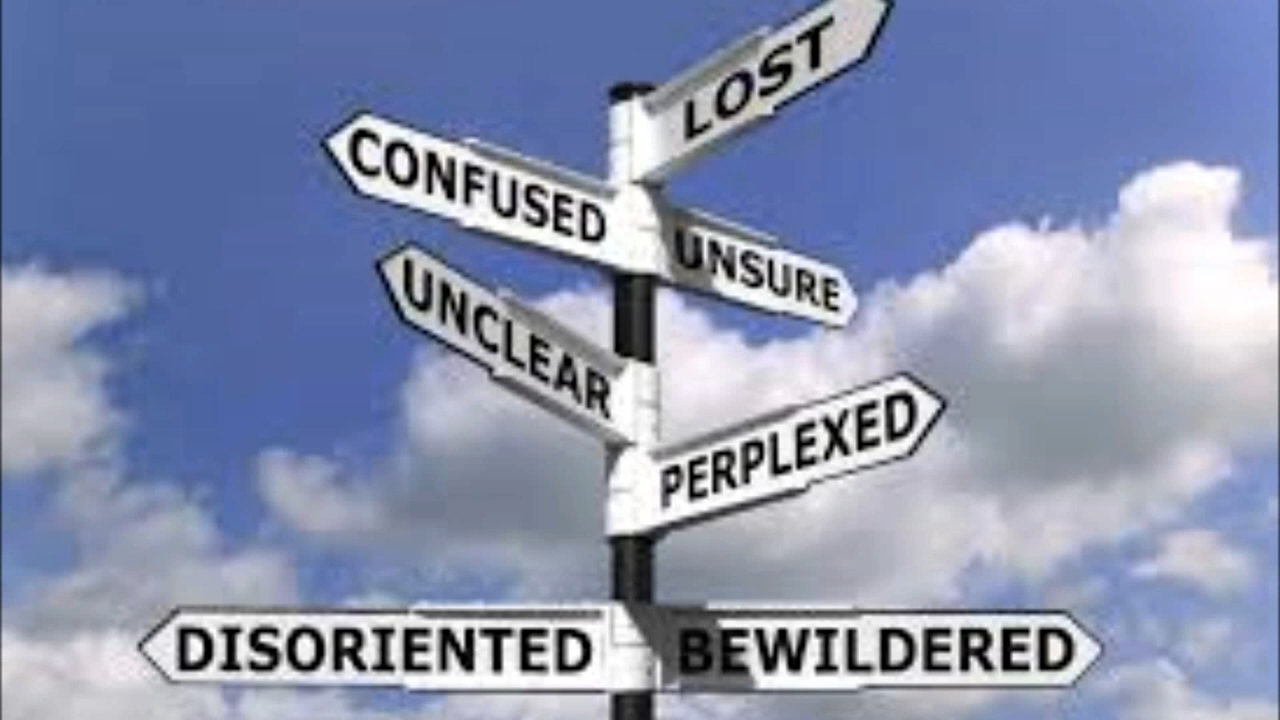 LOST
CONFUSED
UNSURE
UNCLEAR
PERPLEXED
DISORIENTED
BEWILDERED